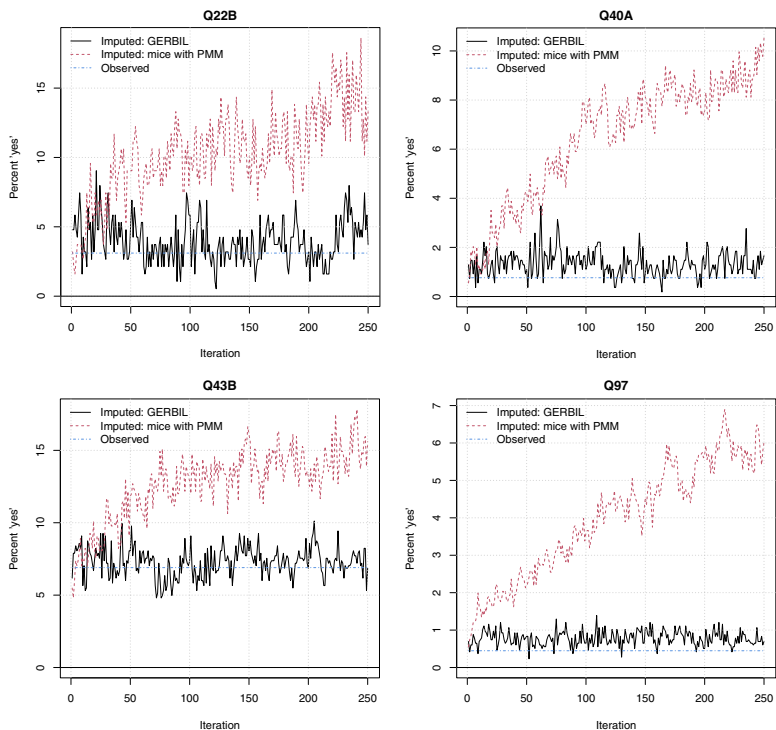 Q22B
Imputed: GERBIL
Imputed: mice with PMM
Observed
Percent 'yes'
0
5
10
15
0
50
100
150
200
250
Iteration
Q40A
Imputed: GERBIL
Imputed: mice with PMM
Observed
Percent 'yes'
0
2
4
6
8
10
0
50
100
150
200
250
Iteration
Q43B
Imputed: GERBIL
Imputed: mice with PMM
Observed
Percent 'yes'
0
5
10
15
0
50
100
150
200
250
Iteration
Q97
Imputed: GERBIL
Imputed: mice with PMM
Observed
Percent 'yes'
0
1
2
3
4
5
6
7
0
50
100
150
200
250
Iteration